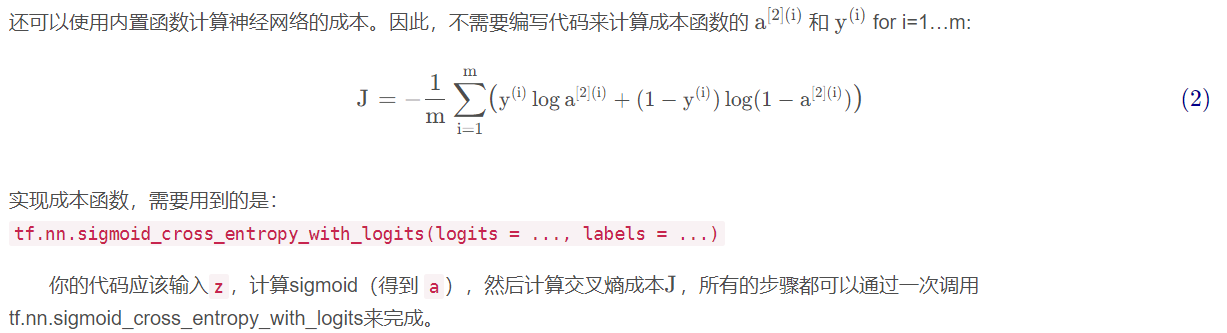 还可以使用内置函数计算神经网络的成本。因此，不需要编写代码来计算成本函数的 a^{[2](i)} 和 y^{(i)} for i=1…m:
J = -\frac{1}{m} \sum_{i=1}^{m} (y^{(i)} log a^{[2](i)} + (1 - y^{(i)}) log(1 - a^{[2](i)})) (2)
实现成本函数，需要用到的是：
tf.nn.sigmoid_cross_entropy_with_logits(logits = ..., labels = ...)
你的代码应该输入 z，计算sigmoid（得到 a），然后计算交叉熵成本J，所有的步骤都可以通过一次调用
tf.nn.sigmoid_cross_entropy_with_logits来完成。